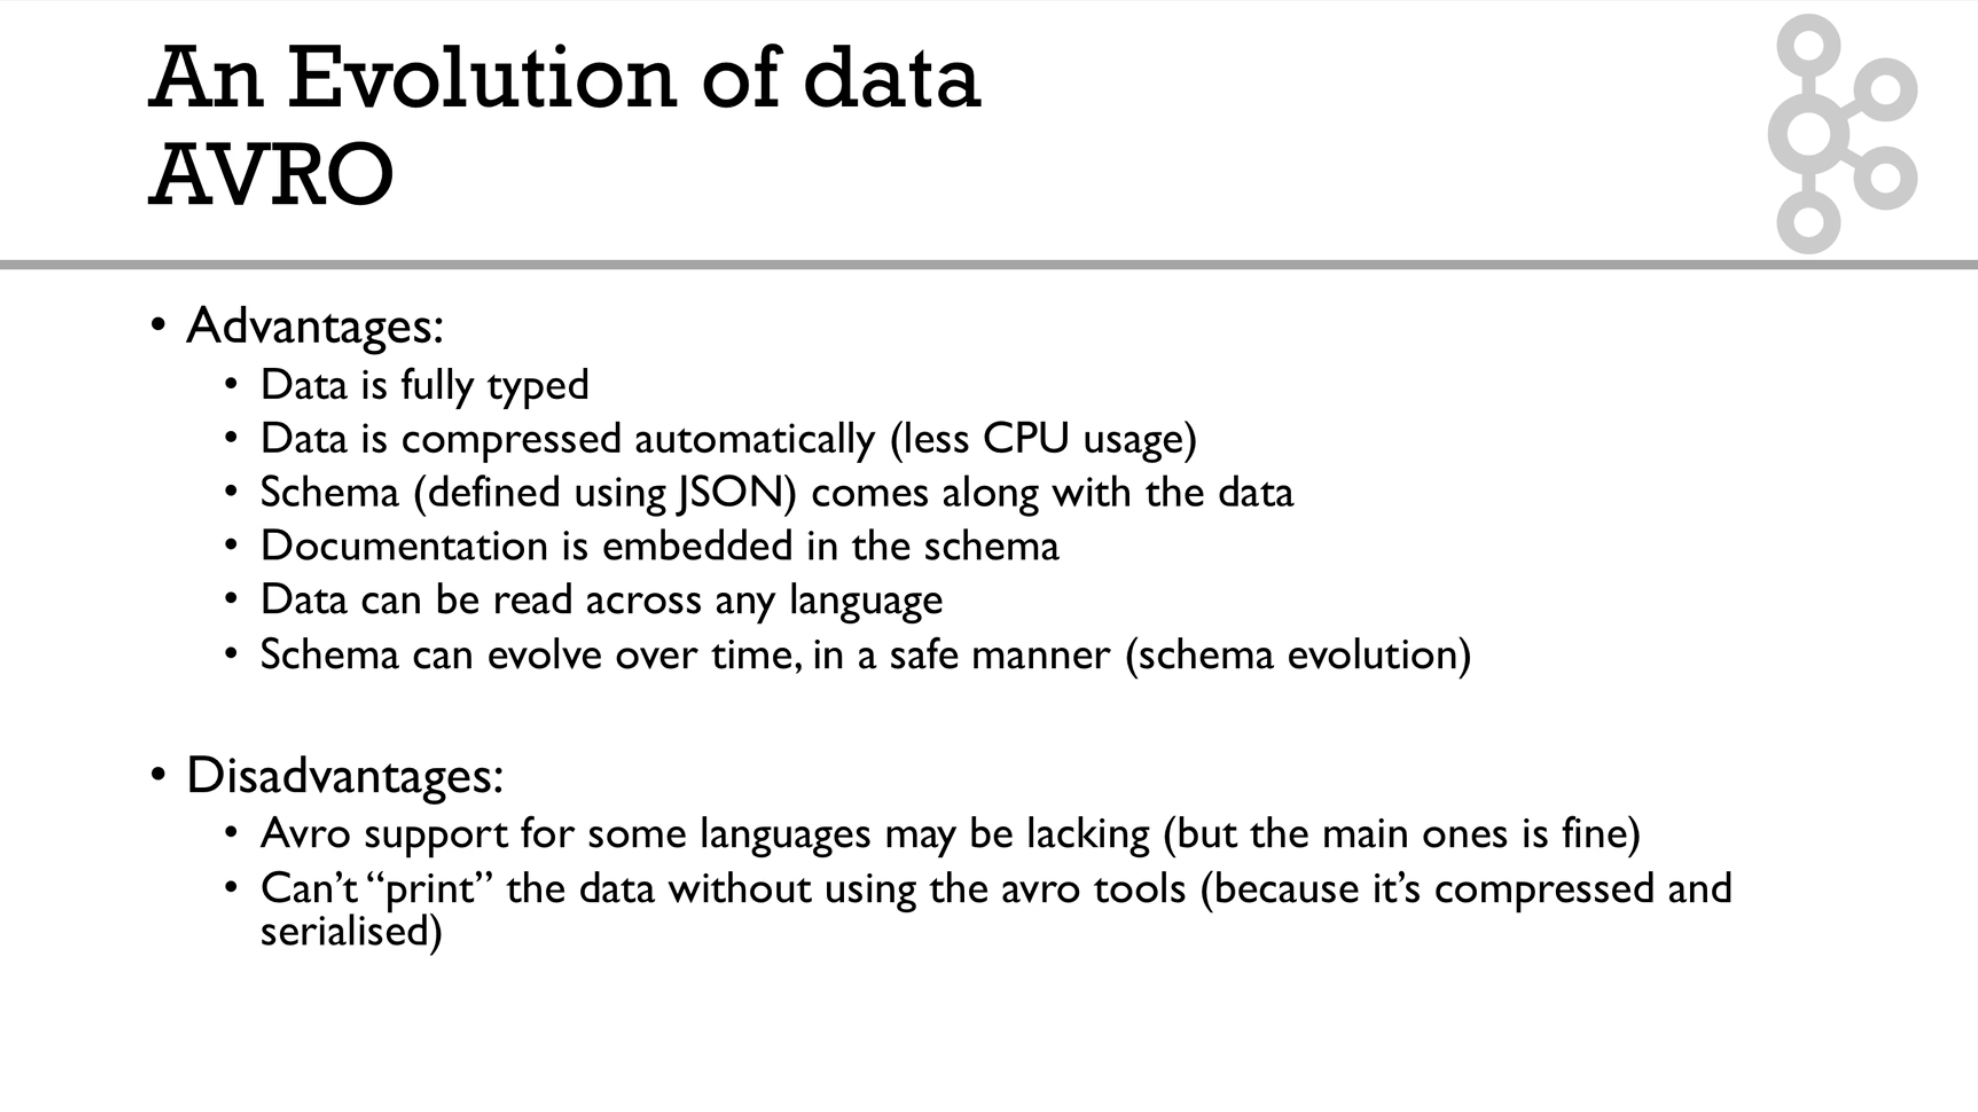 An Evolution of data
AVRO
• Advantages:
• Data is fully typed
• Data is compressed automatically (less CPU usage)
• Schema (defined using JSON) comes along with the data
• Documentation is embedded in the schema
• Data can be read across any language
• Schema can evolve over time, in a safe manner (schema evolution)
• Disadvantages:
• Avro support for some languages may be lacking (but the main ones is fine)
• Can’t “print” the data without using the avro tools (because it’s compressed and
serialised)